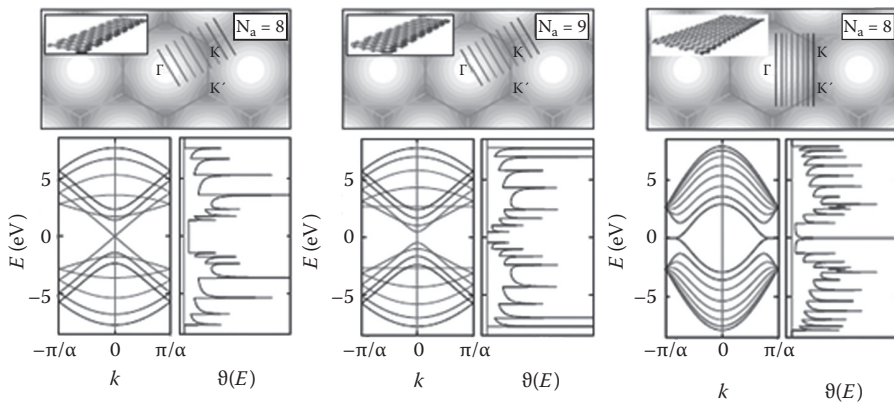 N_a = 8
Γ
K
K´
N_a = 9
Γ
K
K´
N_a = 8
Γ
K
K´
E (eV)
5
0
−5
−π/α 0 π/α
k
ϑ(E)
E (eV)
5
0
−5
−π/α 0 π/α
k
ϑ(E)
E (eV)
5
0
−5
−π/α 0 π/α
k
ϑ(E)